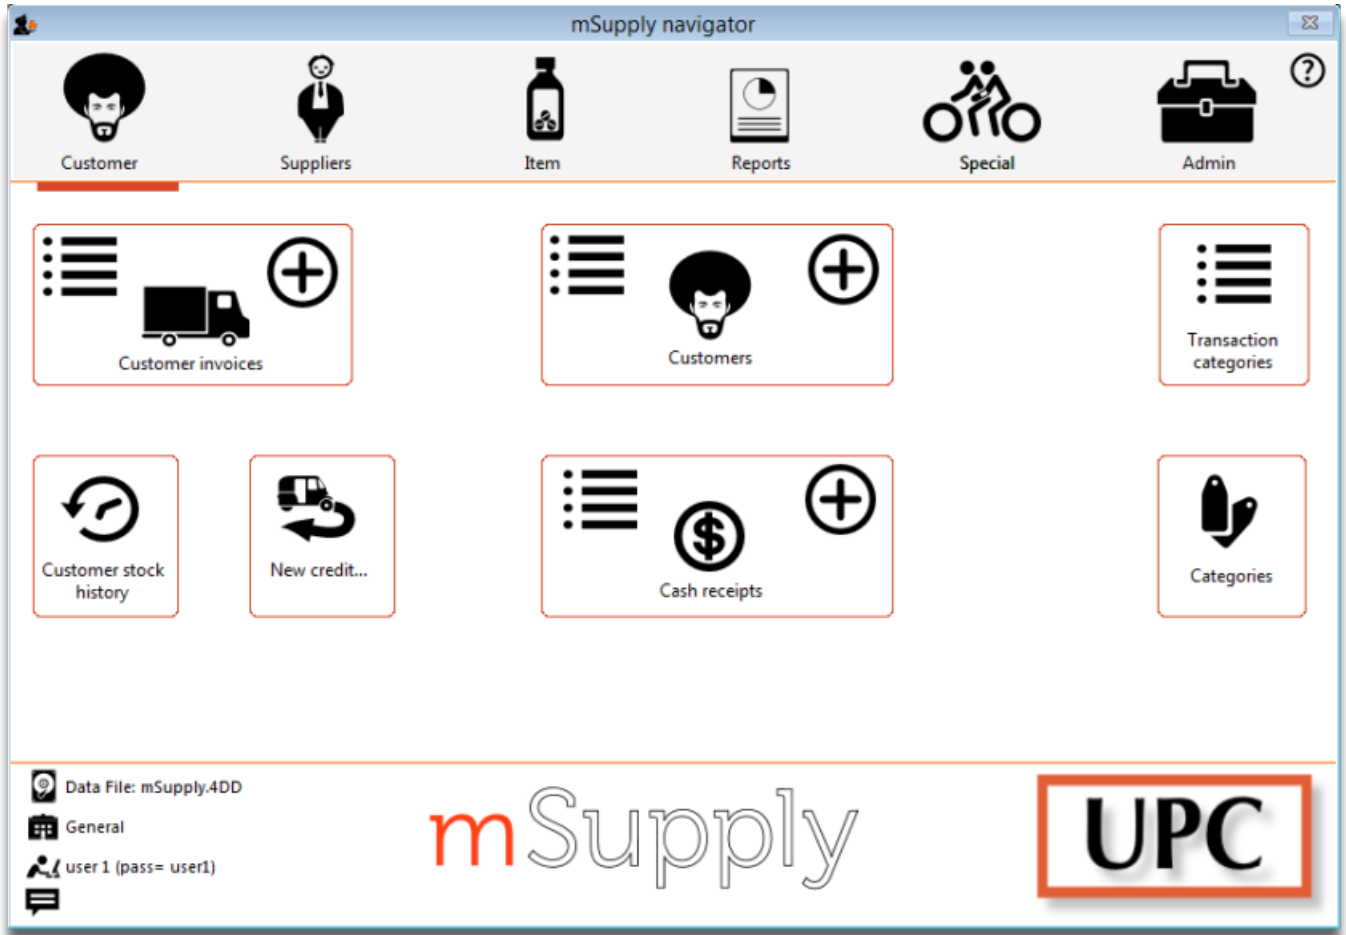 mSupply navigator
Customer
Suppliers
Item
Reports
Special
Admin
?
Customer invoices
Customers
Transaction
categories
Customer stock
history
New credit...
$
Cash receipts
Categories
Data File: mSupply.4DD
General
user 1 (pass= user1)
mSupply
UPC